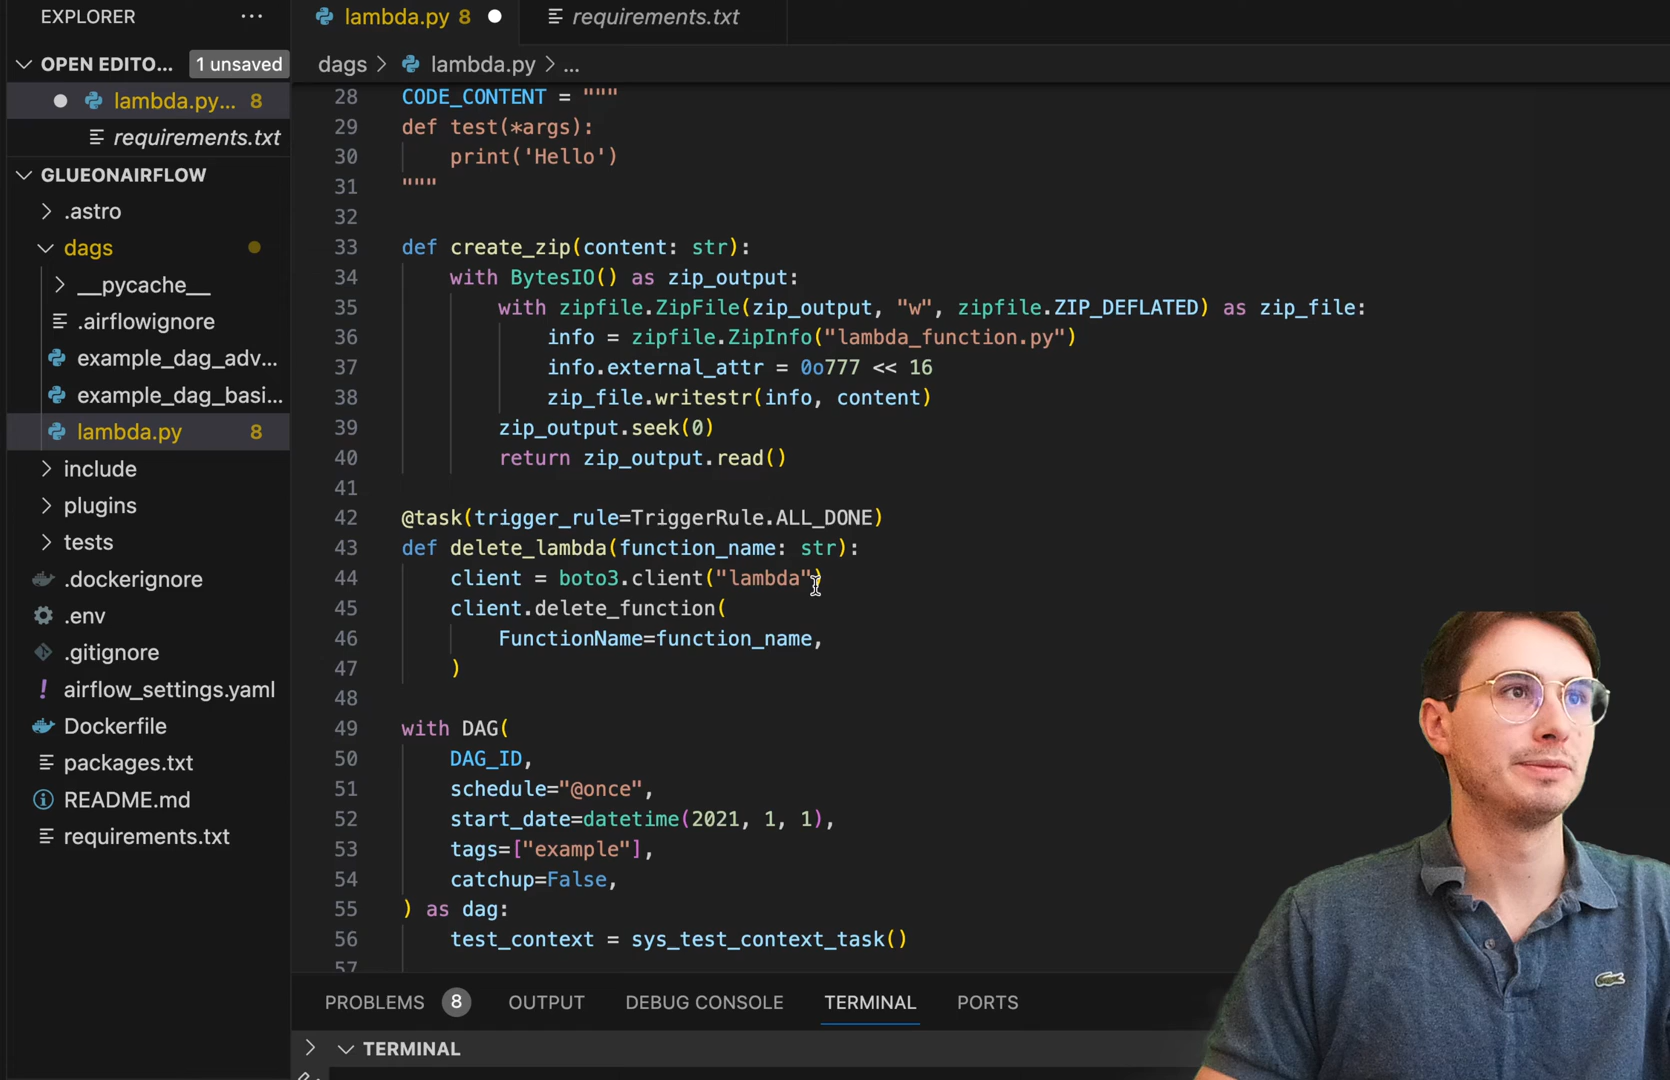 EXPLORER
...
OPEN EDITO...
1 unsaved
lambda.py...
8
requirements.txt
GLUEONAIRFLOW
.astro
dags
__pycache__
.airflowignore
example_dag_adv...
example_dag_basi...
lambda.py
8
include
plugins
tests
.dockerignore
.env
.gitignore
airflow_settings.yaml
Dockerfile
packages.txt
README.md
requirements.txt
lambda.py 8
requirements.txt
dags > lambda.py > ...
28 CODE_CONTENT = """
29 def test(*args):
30     print('Hello')
31 """
32
33 def create_zip(content: str):
34     with BytesIO() as zip_output:
35         with zipfile.ZipFile(zip_output, "w", zipfile.ZIP_DEFLATED) as zip_file:
36             info = zipfile.ZipInfo("lambda_function.py")
37             info.external_attr = 0o777 << 16
38             zip_file.writestr(info, content)
39         zip_output.seek(0)
40         return zip_output.read()
41
42 @task(trigger_rule=TriggerRule.ALL_DONE)
43 def delete_lambda(function_name: str):
44     client = boto3.client("lambda")
45     client.delete_function(
46         FunctionName=function_name,
47     )
48
49 with DAG(
50     DAG_ID,
51     schedule="@once",
52     start_date=datetime(2021, 1, 1),
53     tags=["example"],
54     catchup=False,
55 ) as dag:
56     test_context = sys_test_context_task()
57
PROBLEMS 8 OUTPUT DEBUG CONSOLE TERMINAL PORTS
TERMINAL